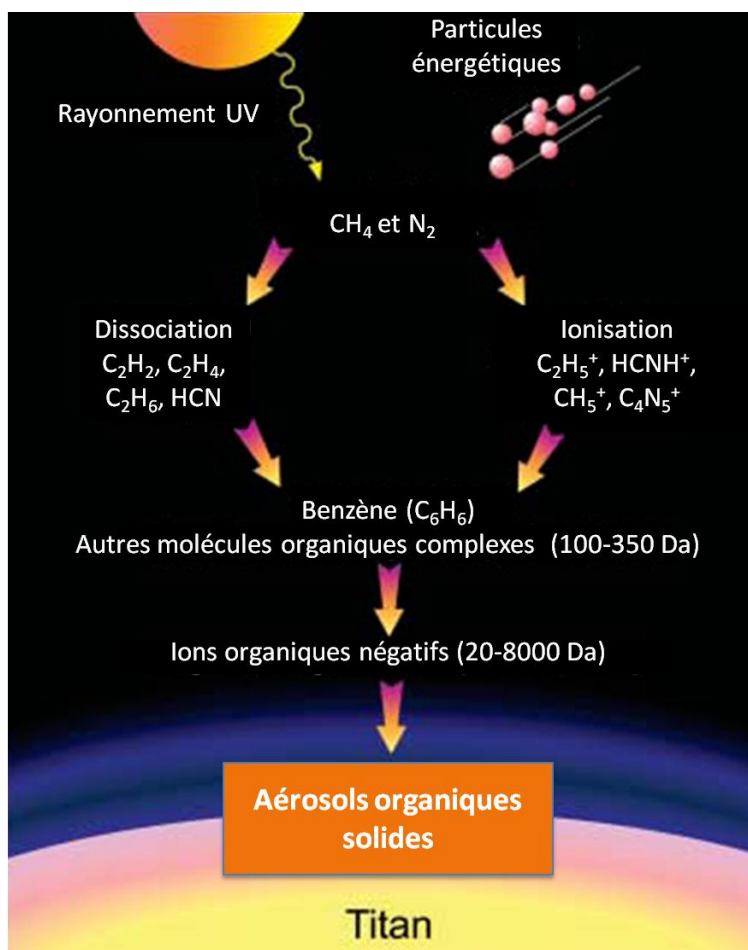 Particules
énergétiques
Rayonnement UV
CH₄ et N₂
Dissociation
C₂H₂, C₂H₄,
C₂H₆, HCN
Ionisation
C₂H₅⁺, HCNH⁺,
CH₅⁺, C₄N₅⁺
Benzène (C₆H₆)
Autres molécules organiques complexes (100-350 Da)
Ions organiques négatifs (20-8000 Da)
Aérosols organiques
solides
Titan